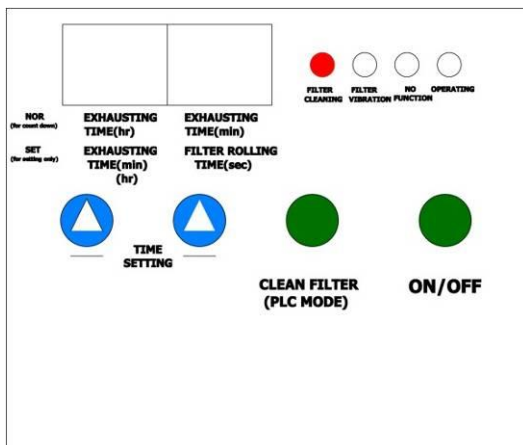 FILTER CLEANING
FILTER VIBRATION
NO FUNCTION
OPERATING
NOR
(for count down)
EXHAUSTING
TIME(hr)
EXHAUSTING
TIME(min)
SET
(for setting only)
EXHAUSTING
TIME(min)
(hr)
FILTER ROLLING
TIME(sec)
TIME
SETTING
CLEAN FILTER
(PLC MODE)
ON/OFF